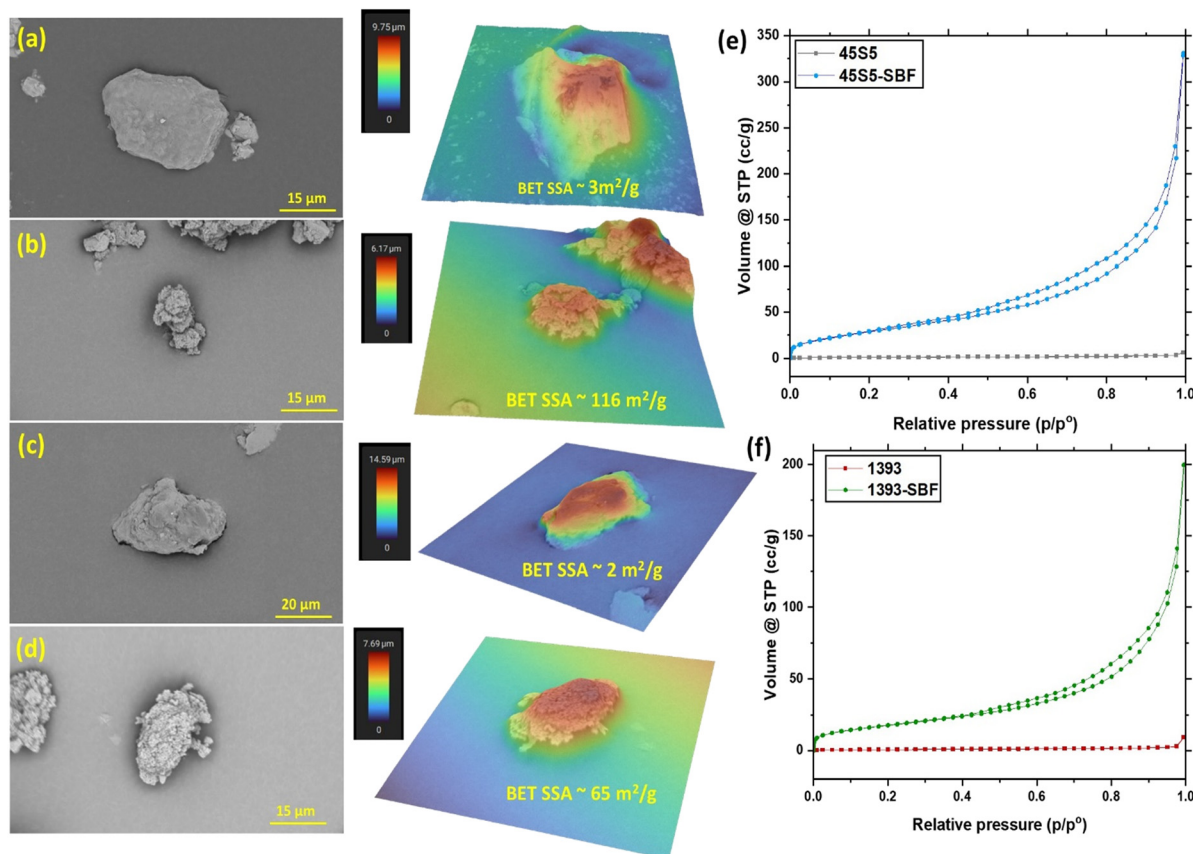 (a)
15 µm
9.75 µm
0
BET SSA ~ 3m²/g
(b)
15 µm
6.17 µm
0
BET SSA ~ 116 m²/g
(c)
20 µm
14.59 µm
0
BET SSA ~ 2 m²/g
(d)
15 µm
7.69 µm
0
BET SSA ~ 65 m²/g
(e)
45S5
45S5-SBF
Volume @ STP (cc/g)
350
300
250
200
150
100
50
0
0.0 0.2 0.4 0.6 0.8 1.0
Relative pressure (p/pº)
(f)
1393
1393-SBF
Volume @ STP (cc/g)
200
150
100
50
0
0.0 0.2 0.4 0.6 0.8 1.0
Relative pressure (p/pº)